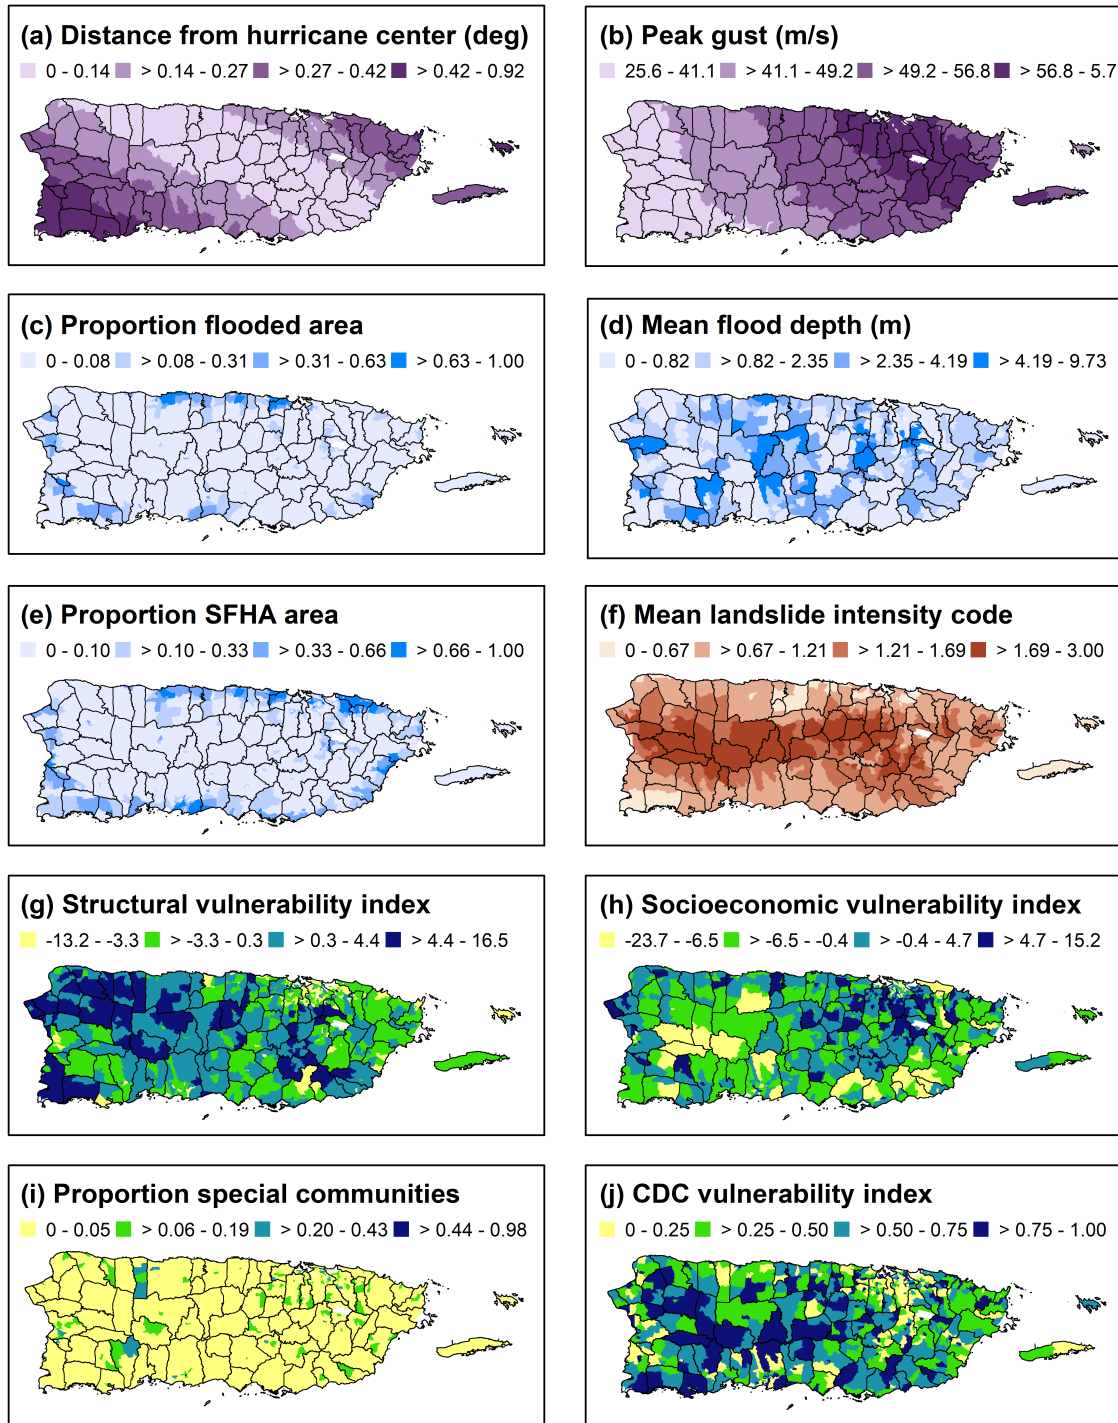 (a) Distance from hurricane center (deg)
0 - 0.14 > 0.14 - 0.27 > 0.27 - 0.42 > 0.42 - 0.92
(b) Peak gust (m/s)
25.6 - 41.1 > 41.1 - 49.2 > 49.2 - 56.8 > 56.8 - 5.7
(c) Proportion flooded area
0 - 0.08 > 0.08 - 0.31 > 0.31 - 0.63 > 0.63 - 1.00
(d) Mean flood depth (m)
0 - 0.82 > 0.82 - 2.35 > 2.35 - 4.19 > 4.19 - 9.73
(e) Proportion SFHA area
0 - 0.10 > 0.10 - 0.33 > 0.33 - 0.66 > 0.66 - 1.00
(f) Mean landslide intensity code
0 - 0.67 > 0.67 - 1.21 > 1.21 - 1.69 > 1.69 - 3.00
(g) Structural vulnerability index
-13.2 - -3.3 > -3.3 - 0.3 > 0.3 - 4.4 > 4.4 - 16.5
(h) Socioeconomic vulnerability index
-23.7 - -6.5 > -6.5 - -0.4 > -0.4 - 4.7 > 4.7 - 15.2
(i) Proportion special communities
0 - 0.05 > 0.06 - 0.19 > 0.20 - 0.43 > 0.44 - 0.98
(j) CDC vulnerability index
0 - 0.25 > 0.25 - 0.50 > 0.50 - 0.75 > 0.75 - 1.00